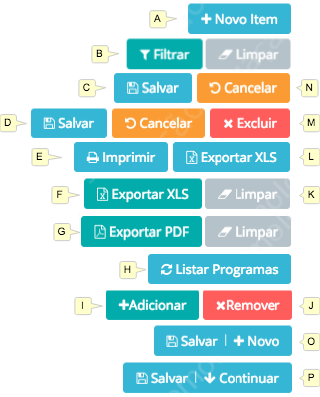 A + Novo Item
B Filtrar Limpar
C Salvar Cancelar N
D Salvar Cancelar Excluir M
E Imprimir Exportar XLS L
F Exportar XLS Limpar K
G Exportar PDF Limpar
H Listar Programas
I +Adicionar ×Remover J
Salvar | + Novo O
Salvar | Continuar P